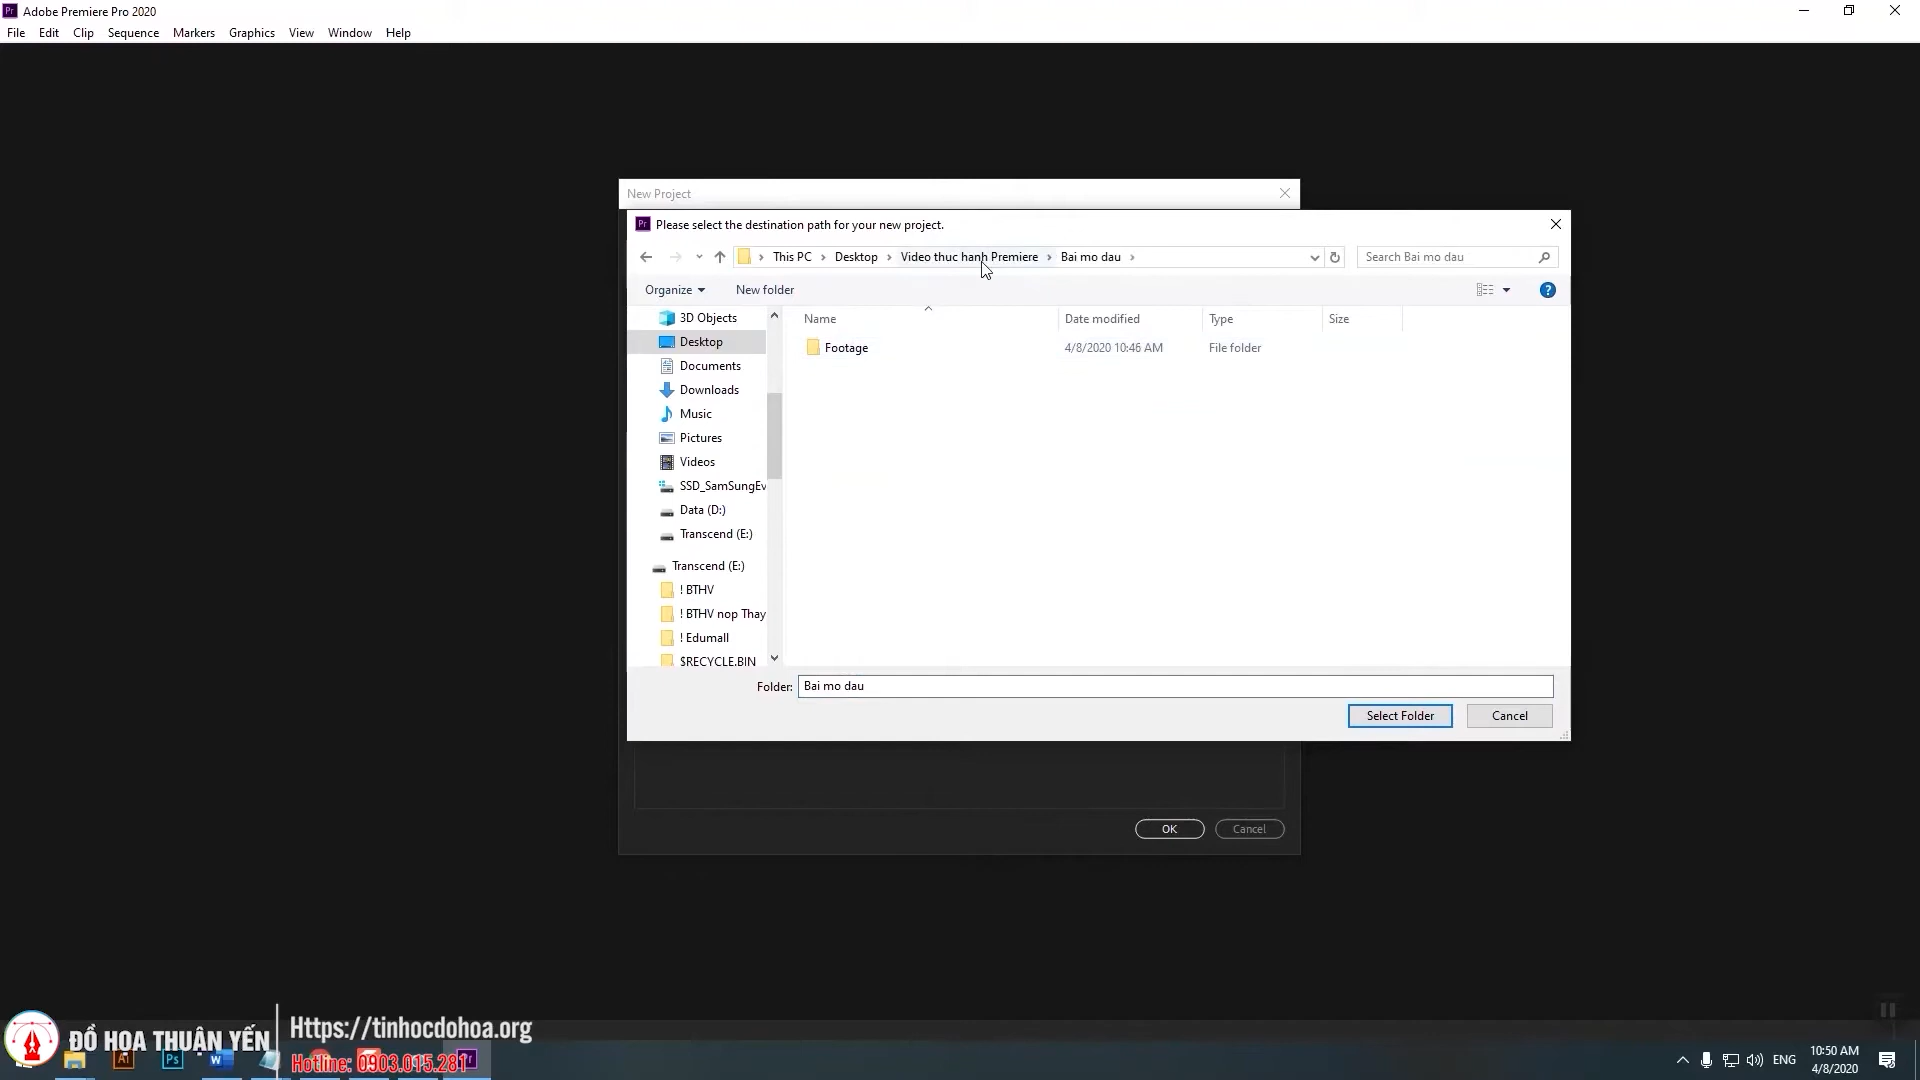 Adobe Premiere Pro 2020
File Edit Clip Sequence Markers Graphics View Window Help
New Project
Please select the destination path for your new project.
This PC Desktop Video thuc hanh Premiere Bai mo dau
Search Bai mo dau
Organize New folder
3D Objects
Desktop
Documents
Downloads
Music
Pictures
Videos
SSD_SamSungEv
Data (D:)
Transcend (E:)
Transcend (E:)
! BTHV
! BTHV nop Thay
! Edumall
$RECYCLE.BIN
Name Date modified Type Size
Footage 4/8/2020 10:46 AM File folder
Folder: Bai mo dau
Select Folder Cancel
OK Cancel
ĐỒ HỌA THUẬN YẾN
Https://tinhocdohoa.org
Hotline: 0903.015.281
ENG
10:50 AM
4/8/2020